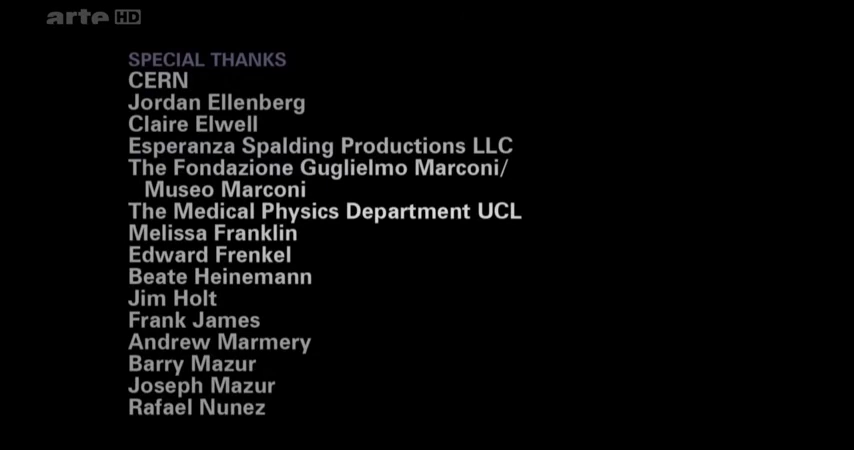 arte HD
SPECIAL THANKS
CERN
Jordan Ellenberg
Claire Elwell
Esperanza Spalding Productions LLC
The Fondazione Guglielmo Marconi/
Museo Marconi
The Medical Physics Department UCL
Melissa Franklin
Edward Frenkel
Beate Heinemann
Jim Holt
Frank James
Andrew Marmery
Barry Mazur
Joseph Mazur
Rafael Nunez